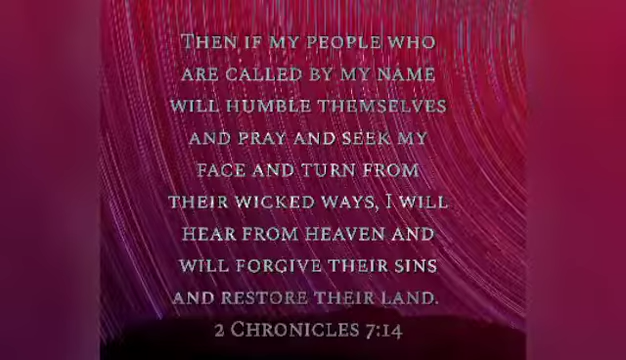 Then if my people who
are called by my name
will humble themselves
and pray and seek my
face and turn from
their wicked ways, I will
hear from heaven and
will forgive their sins
and restore their land.
2 Chronicles 7:14